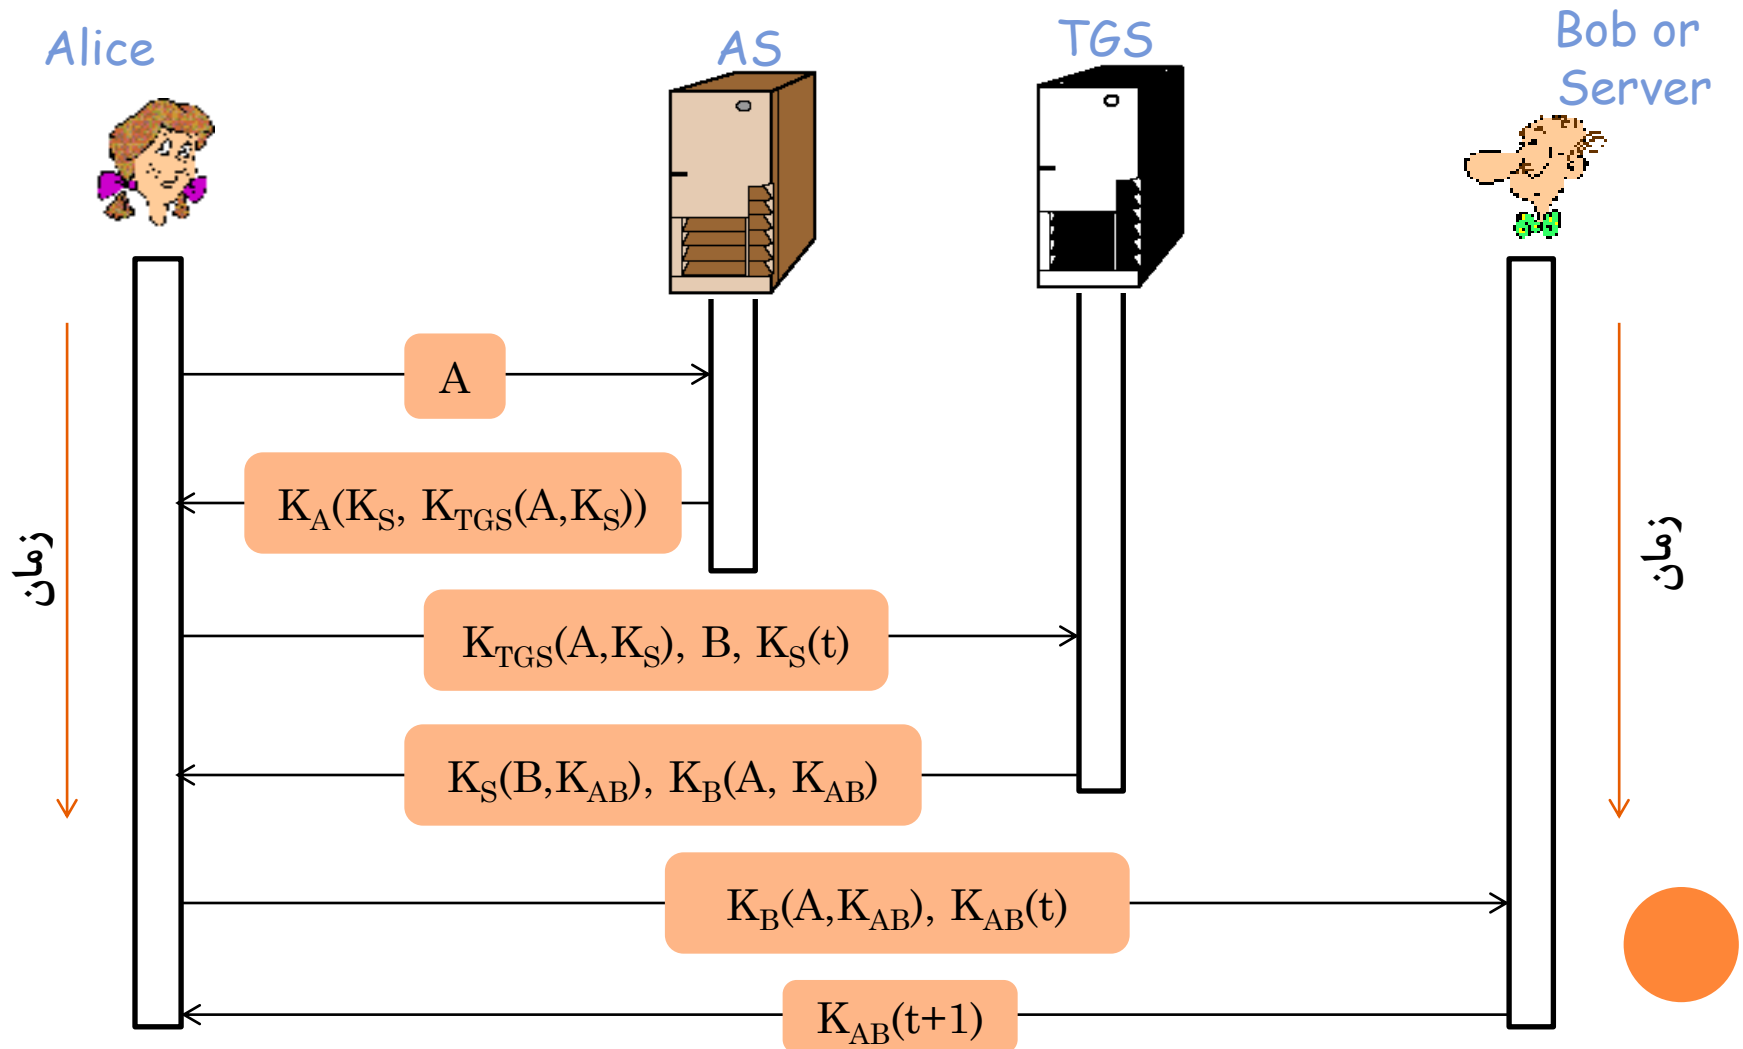 Alice
AS
TGS
Bob or
Server
A
K_A(K_S, K_TGS(A,K_S))
زمان
زمان
K_TGS(A,K_S), B, K_S(t)
K_S(B,K_AB), K_B(A, K_AB)
K_B(A,K_AB), K_AB(t)
K_AB(t+1)